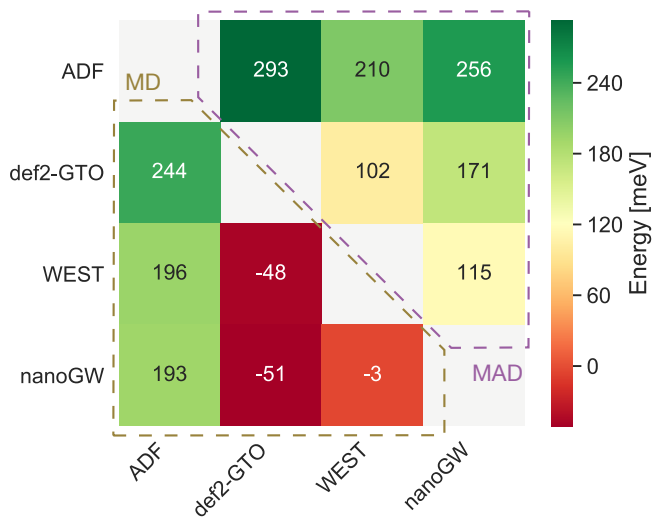 ADF
MD
293
210
256
def2-GTO
244
102
171
WEST
196
-48
115
nanoGW
193
-51
-3
MAD
ADF
def2-GTO
WEST
nanoGW
240
180
120
60
0
Energy [meV]